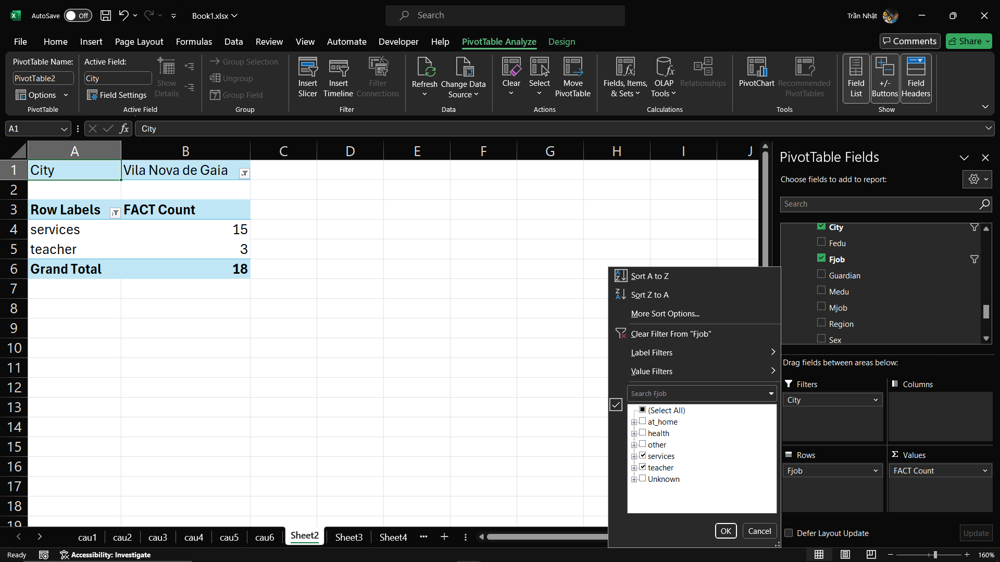 AutoSave Off Book1.xlsx Search Trần Nhật
File Home Insert Page Layout Formulas Data Review View Automate Developer Help PivotTable Analyze Design Comments Share
PivotTable Name:
PivotTable2
Options
PivotTable
Active Field:
City
Field Settings
Show
Details
Active Field
Group Selection
Ungroup
Group Field
Group
Insert
Slicer
Insert
Timeline
Filter
Connections
Filter
Refresh
Change Data
Source
Data
Clear
Select
Move
PivotTable
Actions
Fields, Items,
& Sets
OLAP
Tools
Relationships
Calculations
PivotChart
Recommended
PivotTables
Tools
Field
List
+/-
Buttons
Field
Headers
Show
A1 fx City
A B C D E F G H I J
1 City Vila Nova de Gaia
2
3 Row Labels FACT Count
4 services 15
5 teacher 3
6 Grand Total 18
7
8
9
10
11
12
13
14
15
16
17
18
19
Sort A to Z
Sort Z to A
More Sort Options...
Clear Filter From "Fjob"
Label Filters
Value Filters
Search Fjob
(Select All)
at_home
health
other
services
teacher
Unknown
OK Cancel
PivotTable Fields
Choose fields to add to report:
Search
City
Fedu
Fjob
Guardian
Medu
Mjob
Region
Sex
Drag fields between areas below:
Filters
City
Columns
Rows
Fjob
Values
FACT Count
Defer Layout Update Update
cau1 cau2 cau3 cau4 cau5 cau6 Sheet2 Sheet3 Sheet4
Ready Accessibility: Investigate 160%